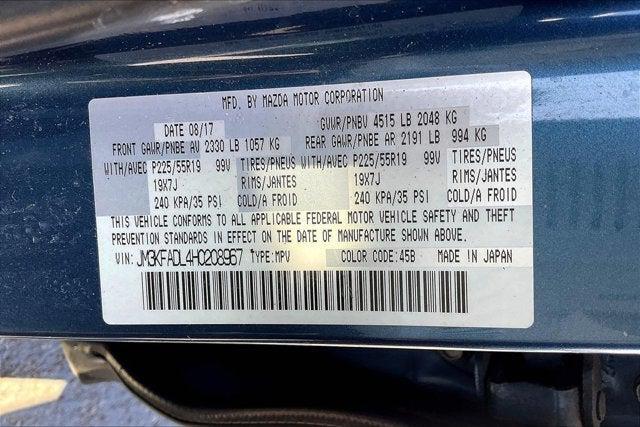 MFD. BY MAZDA MOTOR CORPORATION
DATE 08/17 GVWR/PNBV 4515 LB 2048 KG
FRONT GAWR/PNBE AV 2330 LB 1057 KG REAR GAWR/PNBE AR 2191 LB 994 KG
WITH/AVEC P225/55R19 99V TIRES/PNEUS WITH/AVEC P225/55R19 99V TIRES/PNEUS
19X7J RIMS/JANTES 19X7J RIMS/JANTES
240 KPA/35 PSI COLD/A FROID 240 KPA/35 PSI COLD/A FROID
THIS VEHICLE CONFORMS TO ALL APPLICABLE FEDERAL MOTOR VEHICLE SAFETY AND THEFT
PREVENTION STANDARDS IN EFFECT ON THE DATE OF MANUFACTURE SHOWN ABOVE.
VIN: JM3KFADL4H0208967 TYPE:MPV COLOR CODE:45B MADE IN JAPAN